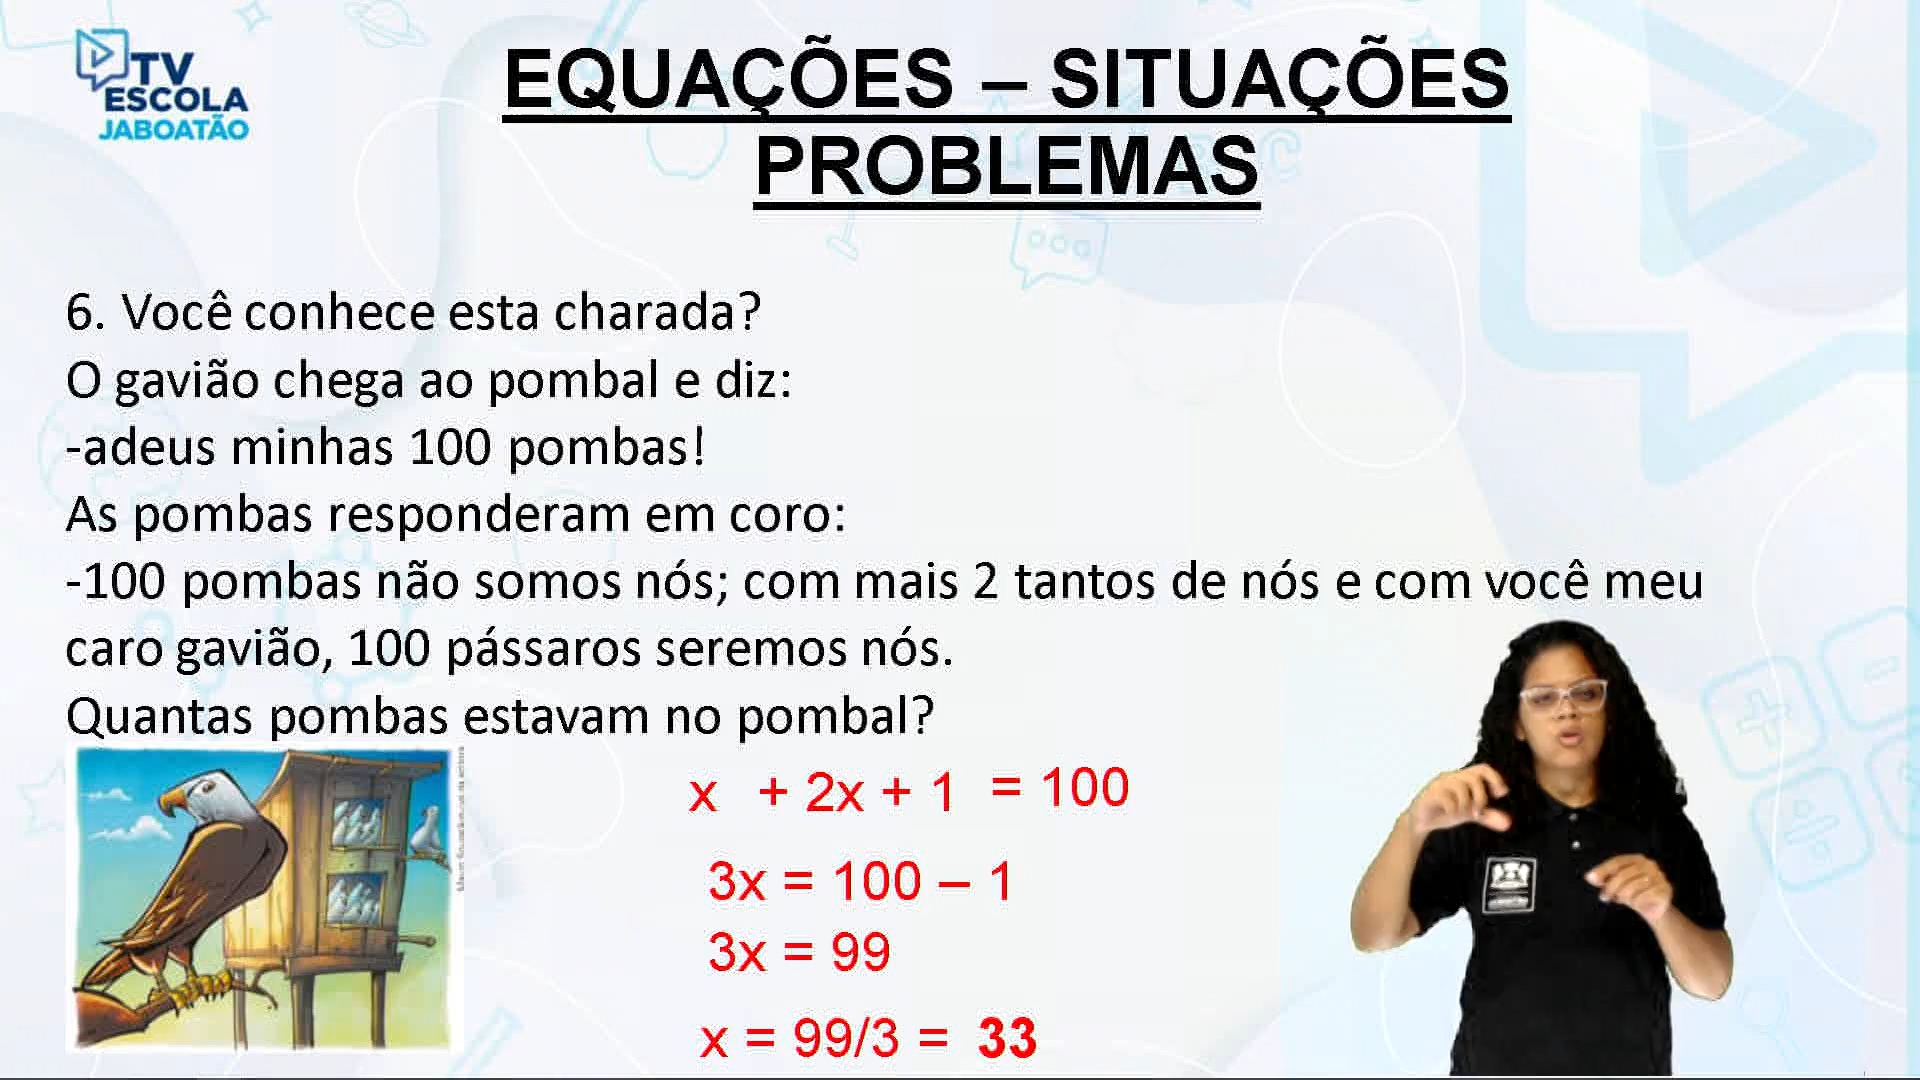 TV
ESCOLA
JABOATÃO
EQUAÇÕES – SITUAÇÕES
PROBLEMAS
6. Você conhece esta charada?
O gavião chega ao pombal e diz:
-adeus minhas 100 pombas!
As pombas responderam em coro:
-100 pombas não somos nós; com mais 2 tantos de nós e com você meu
caro gavião, 100 pássaros seremos nós.
Quantas pombas estavam no pombal?
x + 2x + 1 = 100
3x = 100 – 1
3x = 99
x = 99/3 = 33